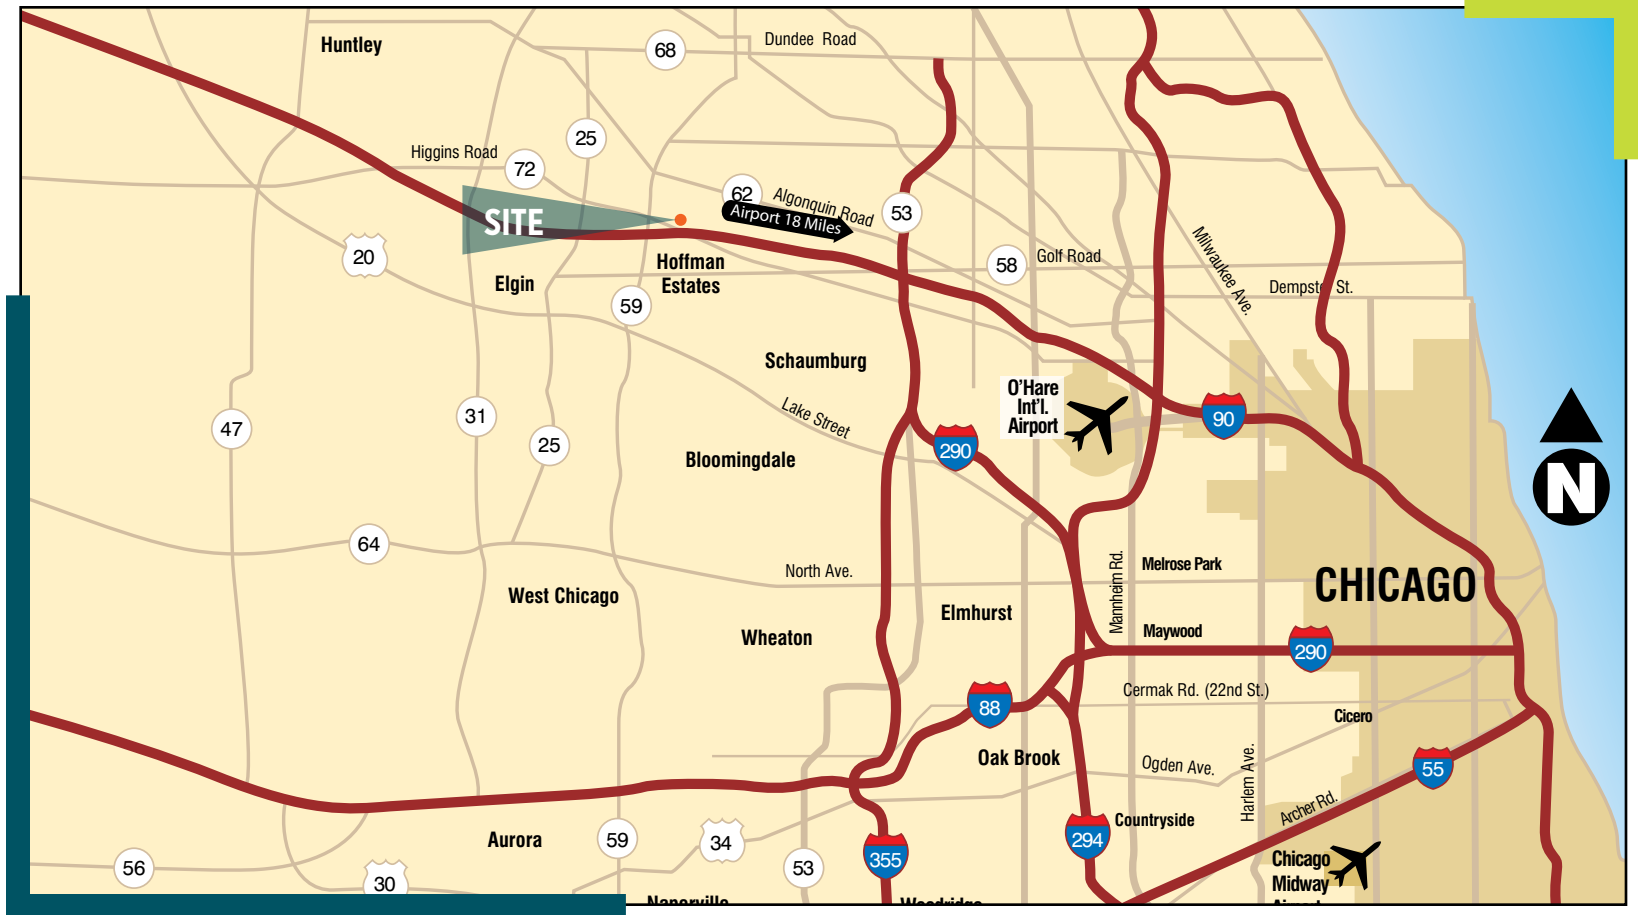 Huntley
68
Dundee Road
25
Higgins Road
72
62
Algonquin Road
Airport 18 Miles
53
SITE
20
Hoffman
Estates
58
Golf Road
Milwaukee Ave.
Dempster St.
Elgin
59
Schaumburg
O'Hare
Int'l.
Airport
90
47
31
25
Lake Street
290
Bloomingdale
N
64
North Ave.
Mannheim Rd.
Melrose Park
CHICAGO
West Chicago
Elmhurst
Wheaton
Maywood
290
88
Cermak Rd. (22nd St.)
Cicero
Oak Brook
Ogden Ave.
Harlem Ave.
55
Archer Rd.
Countryside
294
Aurora
59
34
53
355
56
30
Chicago
Midway
Airport
Naperville
Woodridge